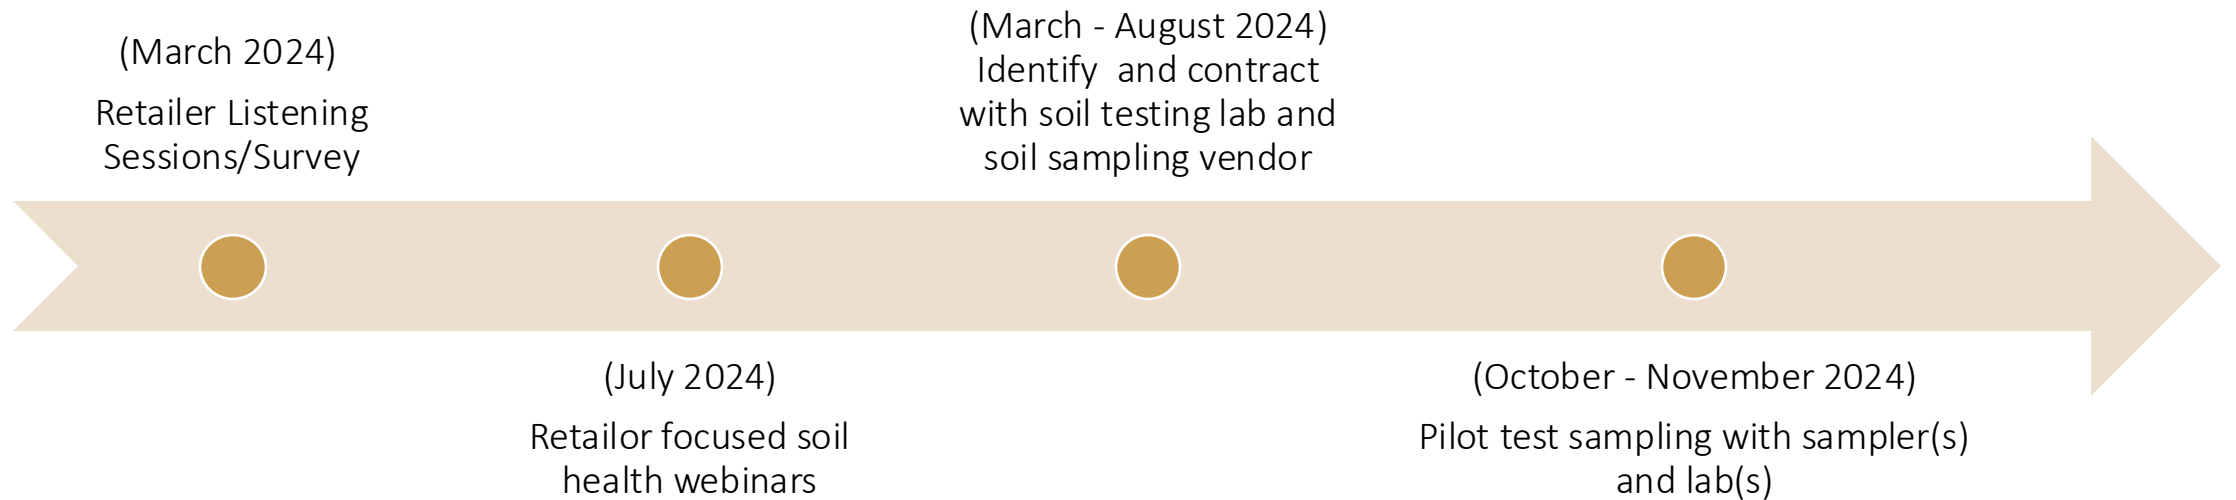 (March 2024)
Retailer Listening
Sessions/Survey
(July 2024)
Retailor focused soil
health webinars
(March - August 2024)
Identify  and contract
with soil testing lab and
soil sampling vendor
(October - November 2024)
Pilot test sampling with sampler(s)
and lab(s)